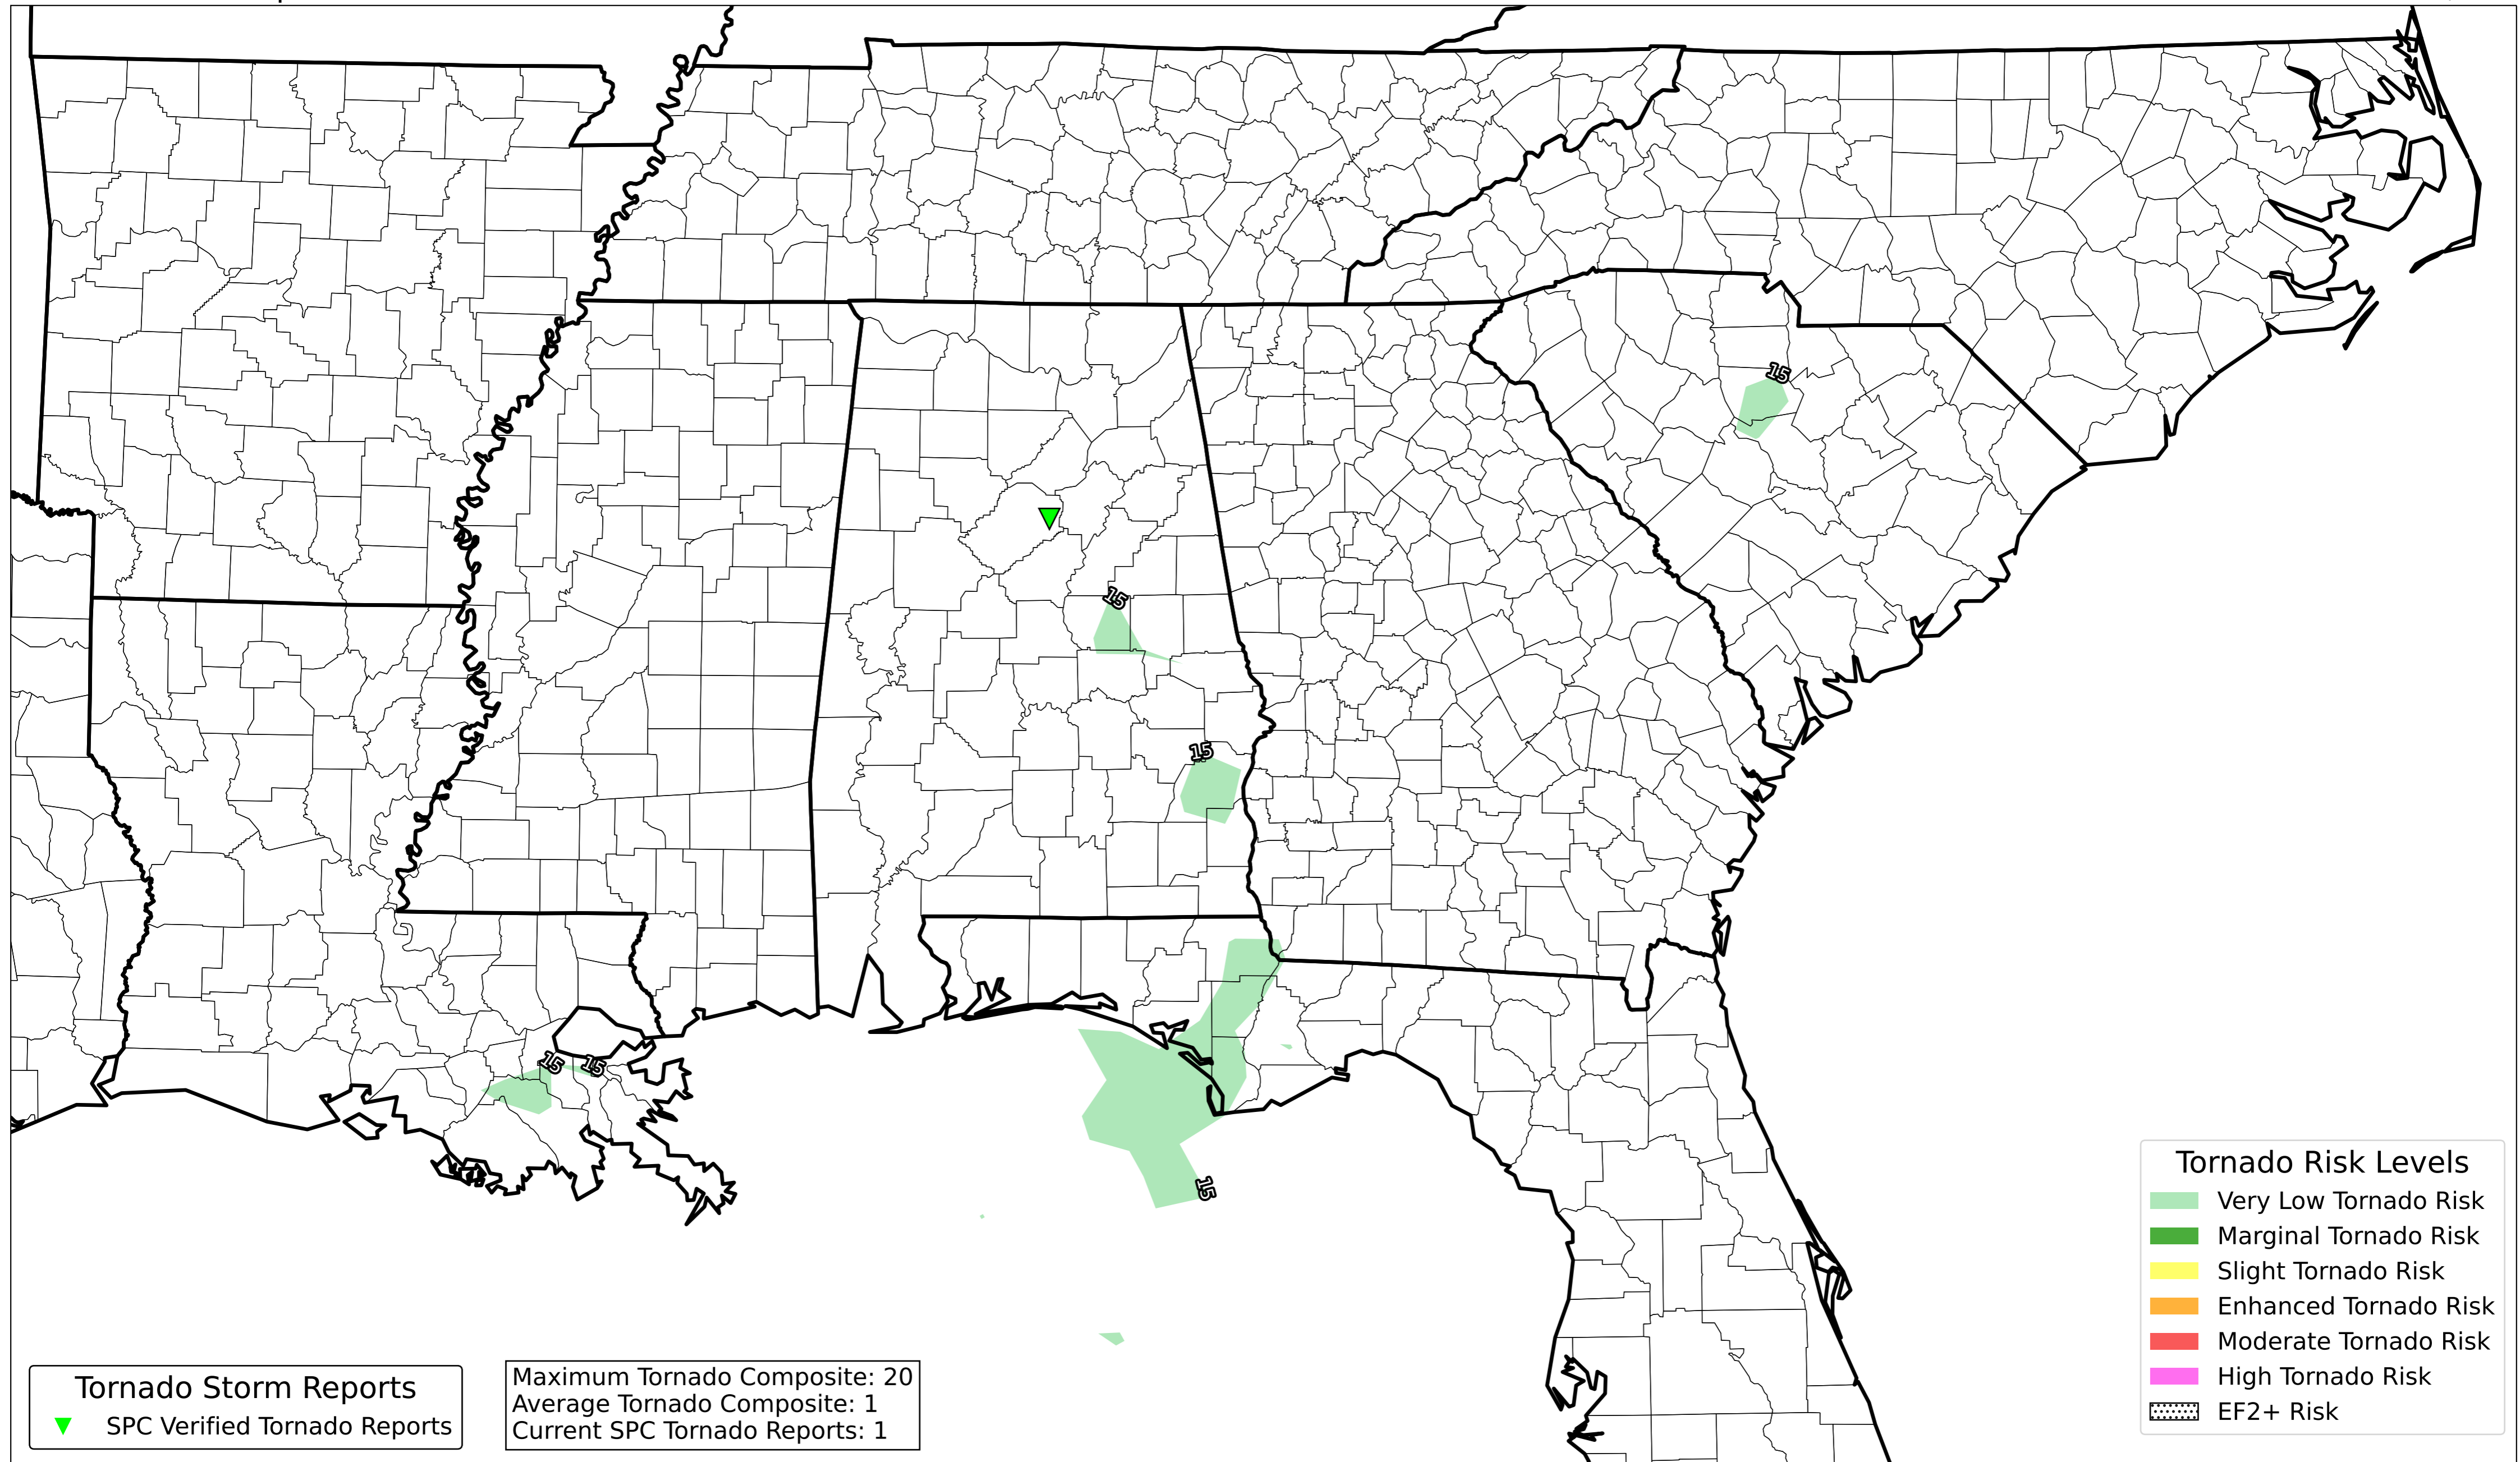 15
15
15
15
15
15
Tornado Storm Reports
SPC Verified Tornado Reports
Maximum Tornado Composite: 20
Average Tornado Composite: 1
Current SPC Tornado Reports: 1
Tornado Risk Levels
Very Low Tornado Risk
Marginal Tornado Risk
Slight Tornado Risk
Enhanced Tornado Risk
Moderate Tornado Risk
High Tornado Risk
EF2+ Risk